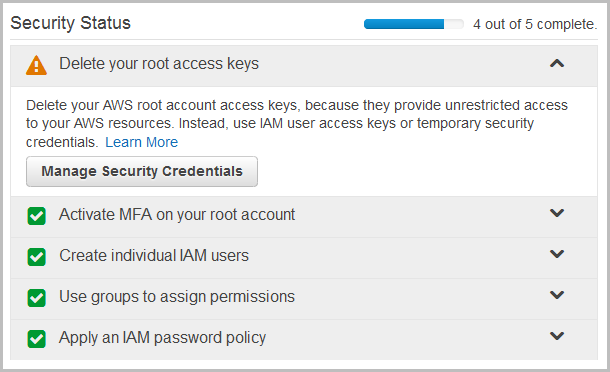 Security Status
4 out of 5 complete.
Delete your root access keys
Delete your AWS root account access keys, because they provide unrestricted access
to your AWS resources. Instead, use IAM user access keys or temporary security
credentials. Learn More
Manage Security Credentials
Activate MFA on your root account
Create individual IAM users
Use groups to assign permissions
Apply an IAM password policy